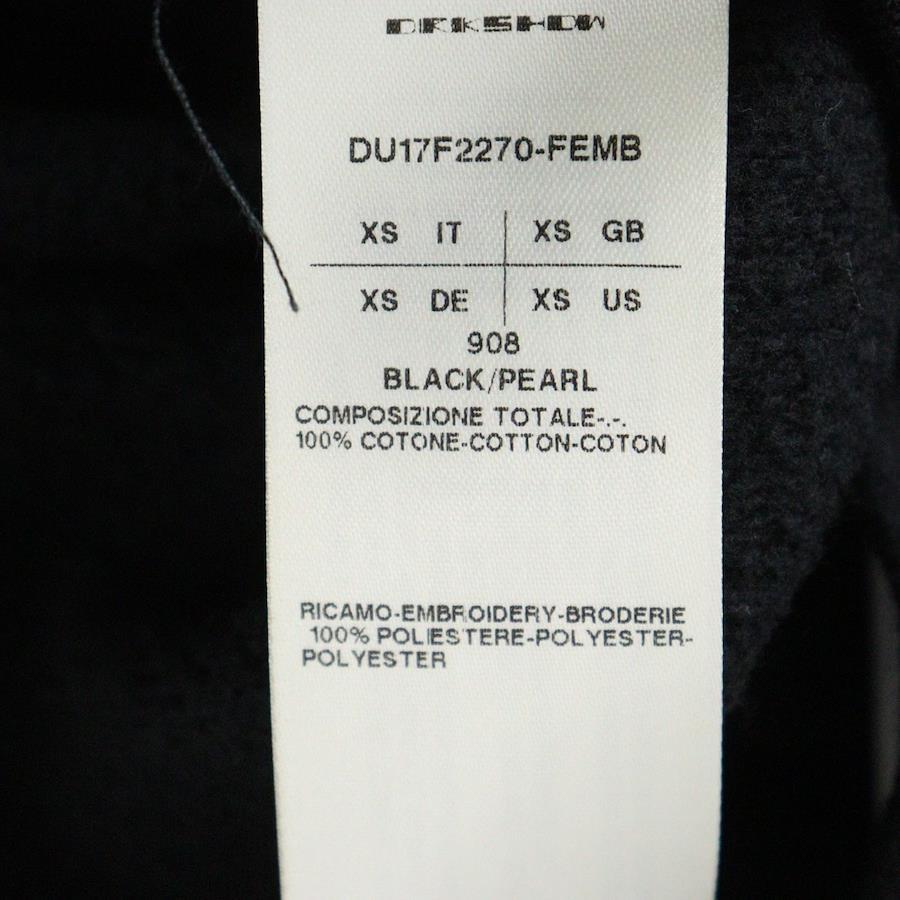 DRKSHDW
DU17F2270-FEMB
XS IT XS GB
XS DE XS US
908
BLACK/PEARL
COMPOSIZIONE TOTALE-.-.
100% COTONE-COTTON-COTON
RICAMO-EMBROIDERY-BRODERIE
100% POLIESTERE-POLYESTER-
POLYESTER